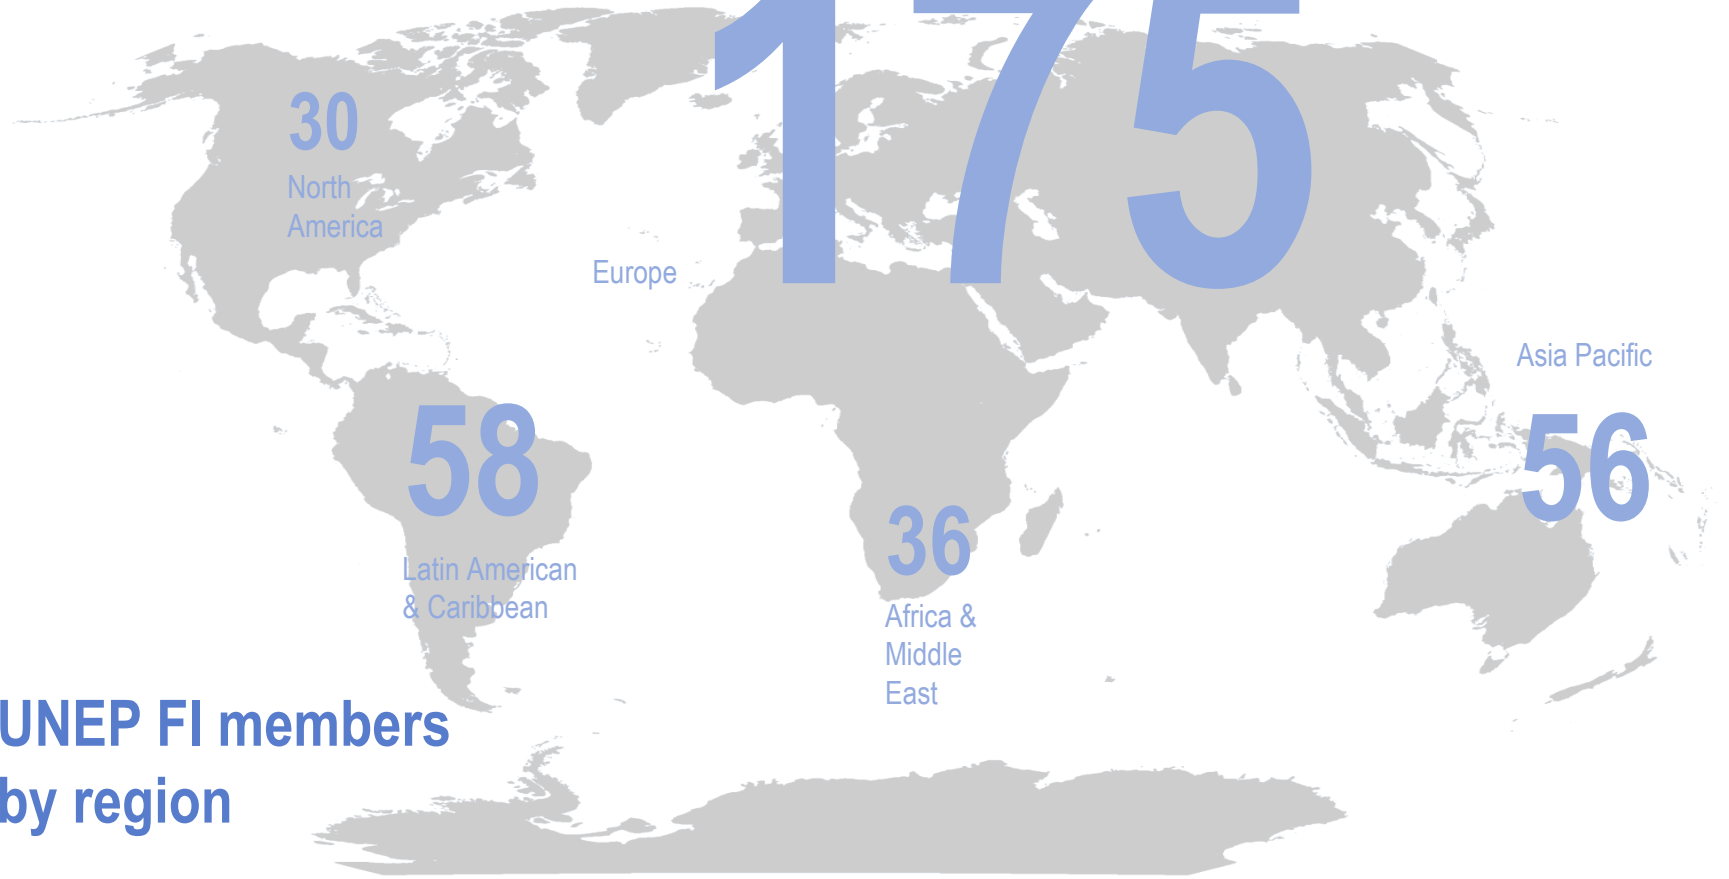 175
30
North
America
Europe
Asia Pacific
58
56
36
Latin American
& Caribbean
Africa &
Middle
East
UNEP FI members
by region